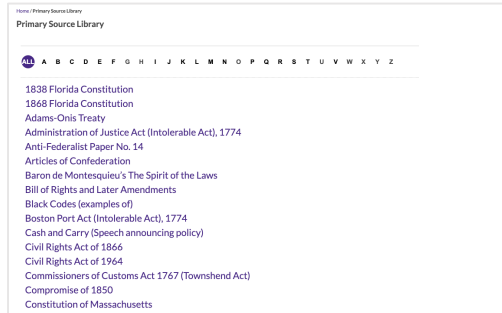 Home / Primary Source Library
Primary Source Library
ALL A B C D E F G H I J K L M N O P Q R S T U V W X Y Z
1838 Florida Constitution
1868 Florida Constitution
Adams-Onis Treaty
Administration of Justice Act (Intolerable Act), 1774
Anti-Federalist Paper No. 14
Articles of Confederation
Baron de Montesquieu's The Spirit of the Laws
Bill of Rights and Later Amendments
Black Codes (examples of)
Boston Port Act (Intolerable Act), 1774
Cash and Carry (Speech announcing policy)
Civil Rights Act of 1866
Civil Rights Act of 1964
Commissioners of Customs Act 1767 (Townshend Act)
Compromise of 1850
Constitution of Massachusetts